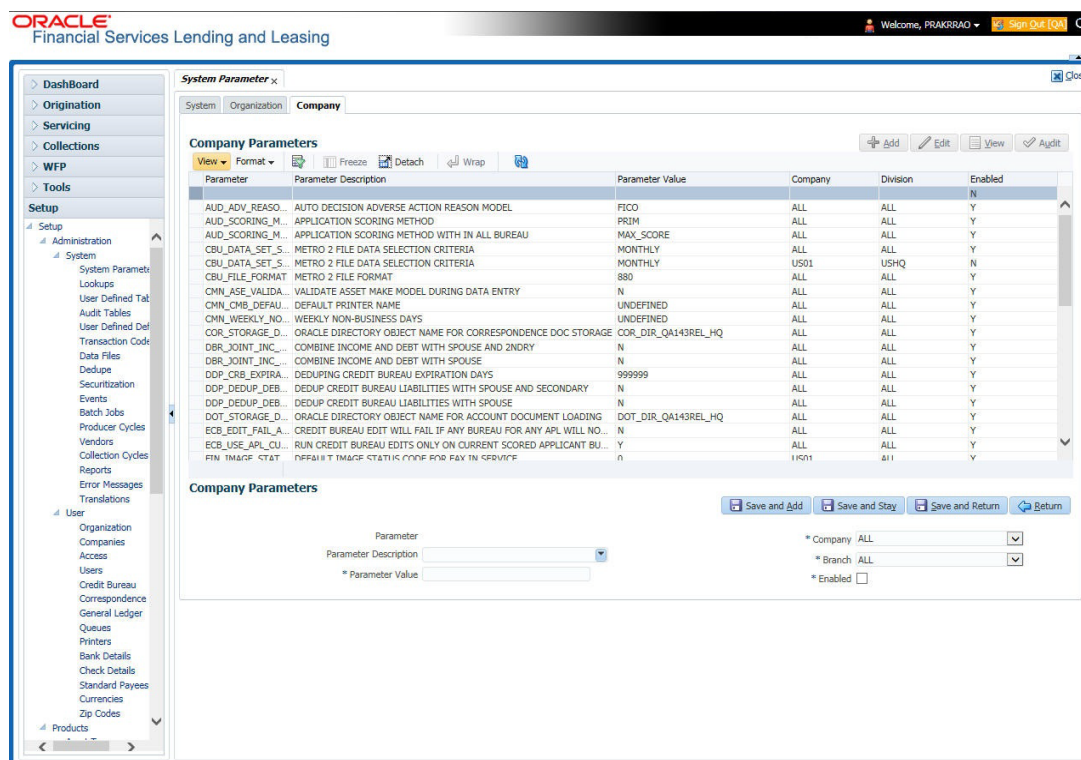 ORACLE
Financial Services Lending and Leasing
Welcome, PRAKRRAO
Sign Out [QA]
DashBoard
Origination
Servicing
Collections
WFP
Tools
Setup
Setup
Administration
System
System Paramete
Lookups
User Defined Tab
Audit Tables
User Defined Def
Transaction Code
Data Files
Dedupe
Securitization
Events
Batch Jobs
Producer Cycles
Vendors
Collection Cycles
Reports
Error Messages
Translations
User
Organization
Companies
Access
Users
Credit Bureau
Correspondence
General Ledger
Queues
Printers
Bank Details
Check Details
Standard Payees
Currencies
Zip Codes
Products
System Parameter x
Clos
System Organization Company
Company Parameters
Add Edit View Audit
View Format Freeze Detach Wrap
Parameter Parameter Description Parameter Value Company Division Enabled
N
AUD_ADV_REASO... AUTO DECISION ADVERSE ACTION REASON MODEL FICO ALL ALL Y
AUD_SCORING_M... APPLICATION SCORING METHOD PRIM ALL ALL Y
AUD_SCORING_M... APPLICATION SCORING METHOD WITH IN ALL BUREAU MAX_SCORE ALL ALL Y
CBU_DATA_SET_S... METRO 2 FILE DATA SELECTION CRITERIA MONTHLY ALL ALL Y
CBU_DATA_SET_S... METRO 2 FILE DATA SELECTION CRITERIA MONTHLY US01 USHQ N
CBU_FILE_FORMAT METRO 2 FILE FORMAT 880 ALL ALL Y
CMN_ASE_VALIDA... VALIDATE ASSET MAKE MODEL DURING DATA ENTRY N ALL ALL Y
CMN_CMB_DEFAU... DEFAULT PRINTER NAME UNDEFINED ALL ALL Y
CMN_WEEKLY_NO... WEEKLY NON-BUSINESS DAYS UNDEFINED ALL ALL Y
COR_STORAGE_D... ORACLE DIRECTORY OBJECT NAME FOR CORRESPONDENCE DOC STORAGE COR_DIR_QA143REL_HQ ALL ALL Y
DBR_JOINT_INC_... COMBINE INCOME AND DEBT WITH SPOUSE AND 2NDRY N ALL ALL Y
DBR_JOINT_INC_... COMBINE INCOME AND DEBT WITH SPOUSE N ALL ALL Y
DDP_CRB_EXPIRA... DEDUPING CREDIT BUREAU EXPIRATION DAYS 999999 ALL ALL Y
DDP_DEDUP_DEB... DEDUP CREDIT BUREAU LIABILITIES WITH SPOUSE AND SECONDARY N ALL ALL Y
DDP_DEDUP_DEB... DEDUP CREDIT BUREAU LIABILITIES WITH SPOUSE N ALL ALL Y
DOT_STORAGE_D... ORACLE DIRECTORY OBJECT NAME FOR ACCOUNT DOCUMENT LOADING DOT_DIR_QA143REL_HQ ALL ALL Y
ECB_EDIT_FAIL_A... CREDIT BUREAU EDIT WILL FAIL IF ANY BUREAU FOR ANY APL WILL NO... N ALL ALL Y
ECB_USE_APL_CU... RUN CREDIT BUREAU EDITS ONLY ON CURRENT SCORED APPLICANT BU... Y ALL ALL Y
FIN_IMAGE_STAT... DEFAULT IMAGE STATUS CODE FOR FAX IN SERVICE 0 US01 ALL Y
Company Parameters
Save and Add Save and Stay Save and Return Return
Parameter
Parameter Description
* Parameter Value
* Company ALL
* Branch ALL
* Enabled